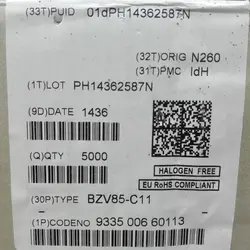 (33T)PUID 01dPH14362587N
(32T)ORIG N260
(31T)PMC IdH
(1T)LOT PH14362587N
(9D)DATE 1436
(Q)QTY 5000
HALOGEN FREE
EU RoHS COMPLIANT
(30P)TYPE BZV85-C11
(1P)CODENO 9335 006 60113